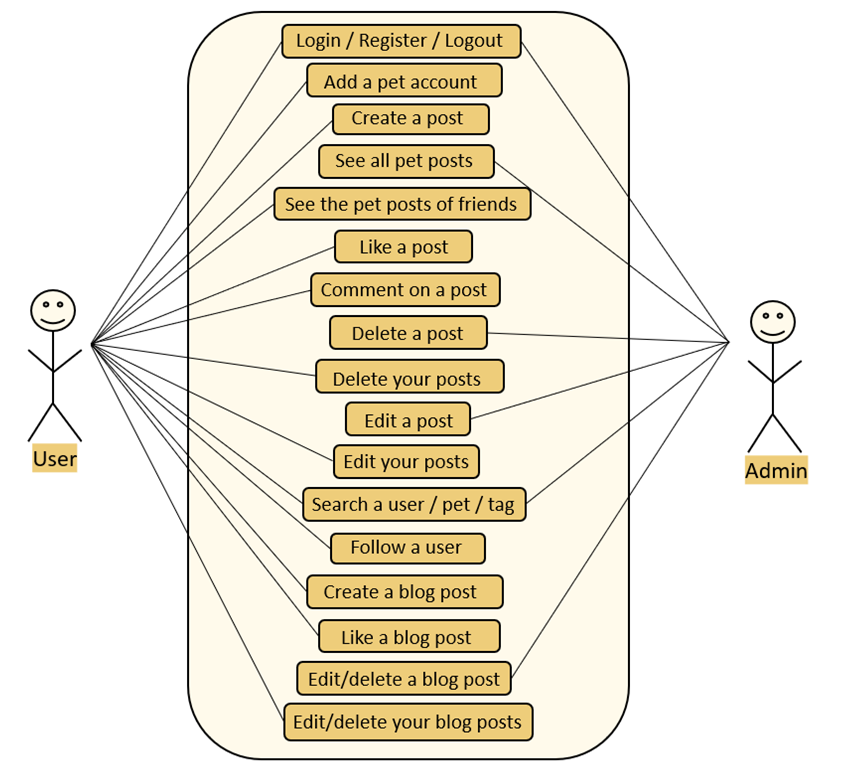 Login / Register / Logout
Add a pet account
Create a post
See all pet posts
See the pet posts of friends
Like a post
Comment on a post
Delete a post
Delete your posts
Edit a post
Edit your posts
Search a user / pet / tag
Follow a user
Create a blog post
Like a blog post
Edit/delete a blog post
Edit/delete your blog posts
User
Admin